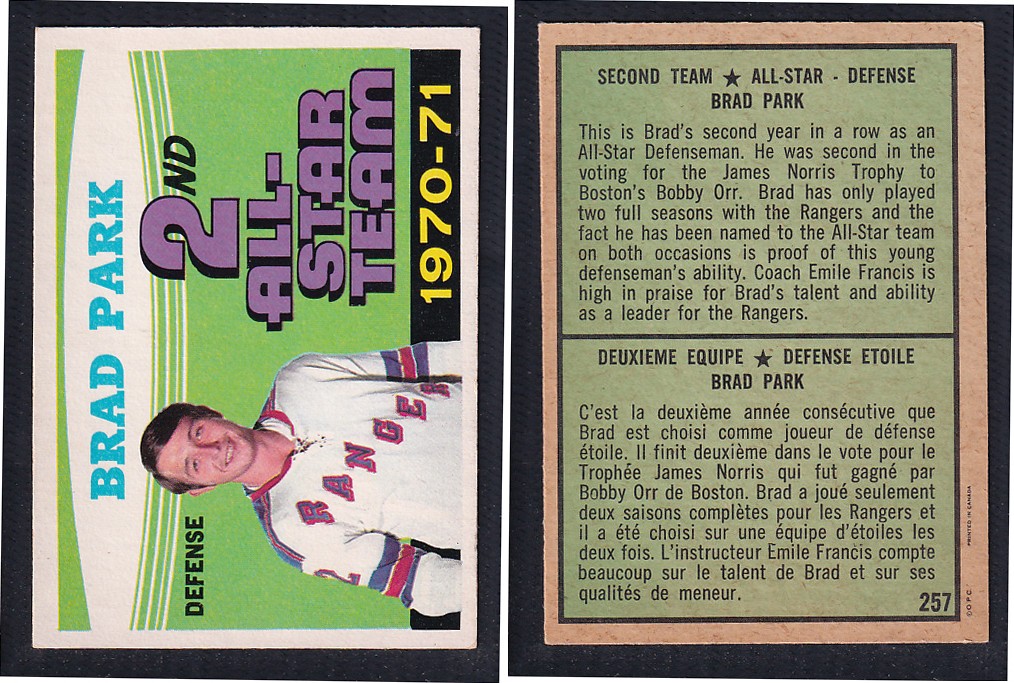 BRAD PARK
2ND
ALL-
STAR
TEAM
1970-71
DEFENSE
RANGER
2
SECOND TEAM ★ ALL-STAR - DEFENSE
BRAD PARK
This is Brad's second year in a row as an
All-Star Defenseman. He was second in the
voting for the James Norris Trophy to
Boston's Bobby Orr. Brad has only played
two full seasons with the Rangers and the
fact he has been named to the All-Star team
on both occasions is proof of this young
defenseman's ability. Coach Emile Francis is
high in praise for Brad's talent and ability
as a leader for the Rangers.
DEUXIEME EQUIPE ★ DEFENSE ETOILE
BRAD PARK
C'est la deuxième année consécutive que
Brad est choisi comme joueur de défense
étoile. Il finit deuxième dans le vote pour le
Trophée James Norris qui fut gagné par
Bobby Orr de Boston. Brad a joué seulement
deux saisons complètes pour les Rangers et
il a été choisi sur une équipe d'étoiles les
deux fois. L'instructeur Emile Francis compte
beaucoup sur le talent de Brad et sur ses
qualités de meneur.
257
©O.P.C. PRINTED IN CANADA